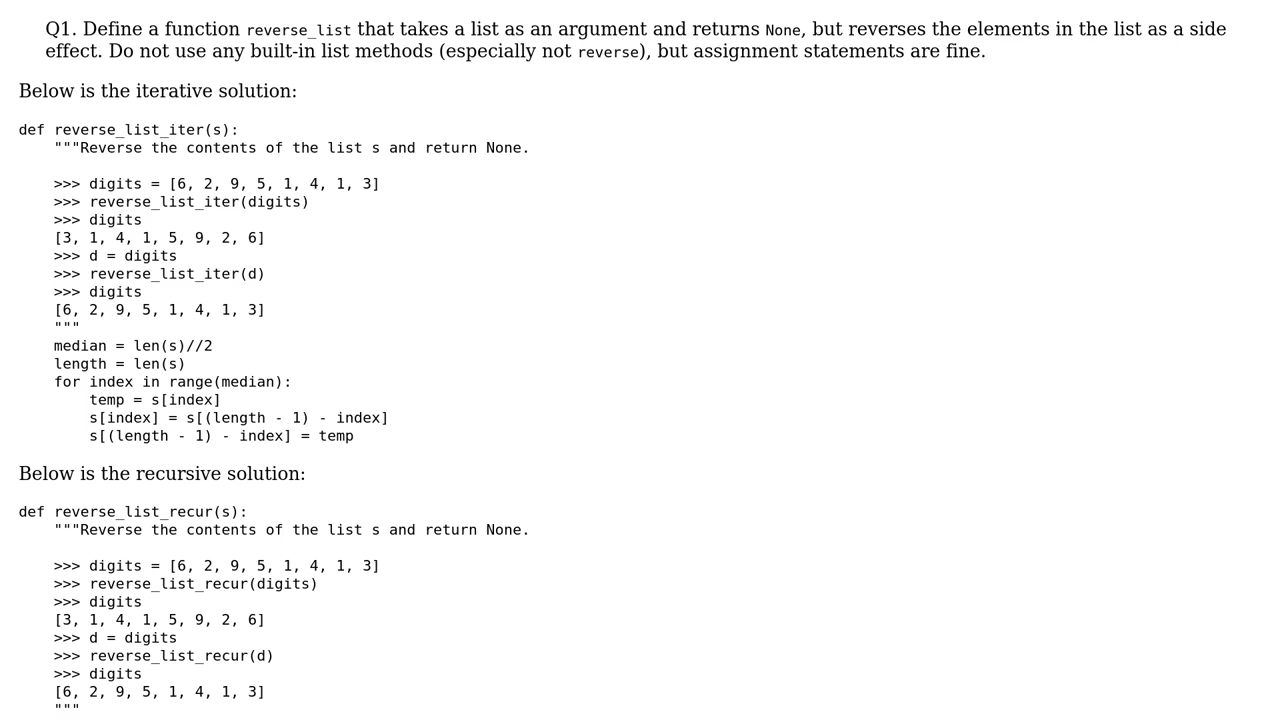 Q1. Define a function reverse_list that takes a list as an argument and returns None, but reverses the elements in the list as a side
effect. Do not use any built-in list methods (especially not reverse), but assignment statements are fine.
Below is the iterative solution:
def reverse_list_iter(s):
    """Reverse the contents of the list s and return None.
    >>> digits = [6, 2, 9, 5, 1, 4, 1, 3]
    >>> reverse_list_iter(digits)
    >>> digits
    [3, 1, 4, 1, 5, 9, 2, 6]
    >>> d = digits
    >>> reverse_list_iter(d)
    >>> digits
    [6, 2, 9, 5, 1, 4, 1, 3]
    """
    median = len(s)//2
    length = len(s)
    for index in range(median):
        temp = s[index]
        s[index] = s[(length - 1) - index]
        s[(length - 1) - index] = temp
Below is the recursive solution:
def reverse_list_recur(s):
    """Reverse the contents of the list s and return None.
    >>> digits = [6, 2, 9, 5, 1, 4, 1, 3]
    >>> reverse_list_recur(digits)
    >>> digits
    [3, 1, 4, 1, 5, 9, 2, 6]
    >>> d = digits
    >>> reverse_list_recur(d)
    >>> digits
    [6, 2, 9, 5, 1, 4, 1, 3]
    """